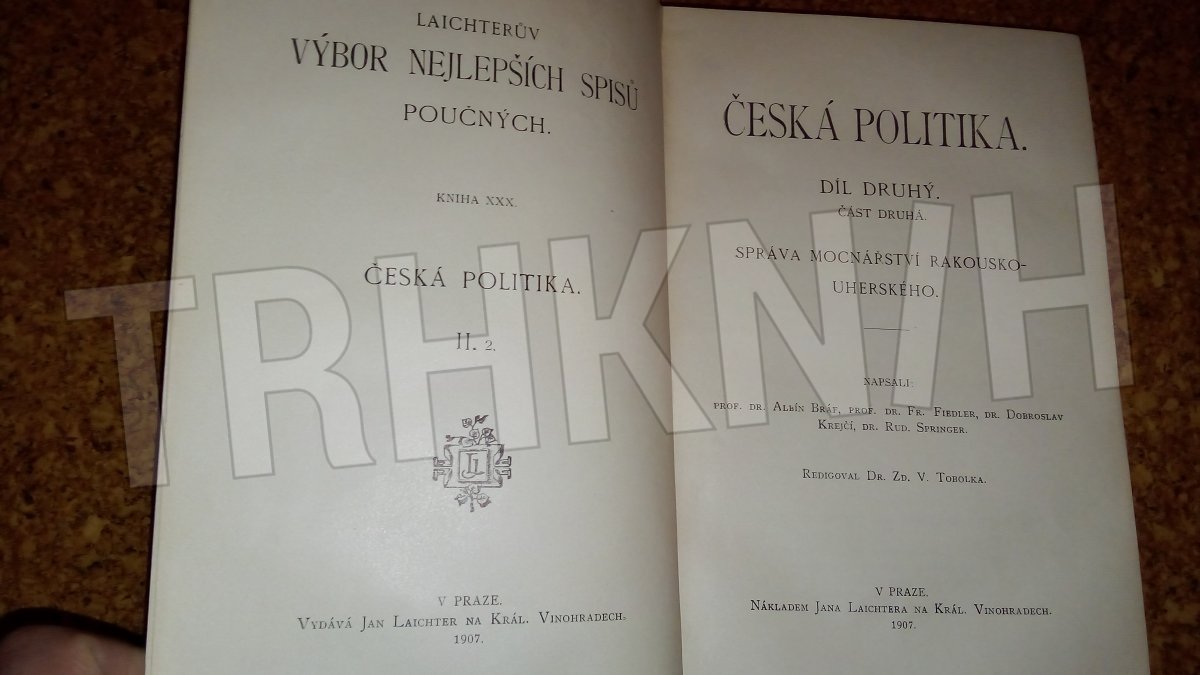 LAICHTERŮV
VÝBOR NEJLEPŠÍCH SPISŮ
POUČNÝCH.
KNIHA XXX.
ČESKÁ POLITIKA.
II. 2.
JL
V PRAZE.
VYDÁVÁ JAN LAICHTER NA KRÁL. VINOHRADECH.
1907.
ČESKÁ POLITIKA.
DÍL DRUHÝ.
ČÁST DRUHÁ.
SPRÁVA MOCNÁŘSTVÍ RAKOUSKO-
UHERSKÉHO.
NAPSALI:
PROF. DR. ALBÍN BRÁF, PROF. DR. FR. FIEDLER, DR. DOBROSLAV
KREJČÍ, DR. RUD. SPRINGER.
REDIGOVAL DR. ZD. V. TOBOLKA.
V PRAZE.
NÁKLADEM JANA LAICHTERA NA KRÁL. VINOHRADECH.
1907.
TRHKNIH